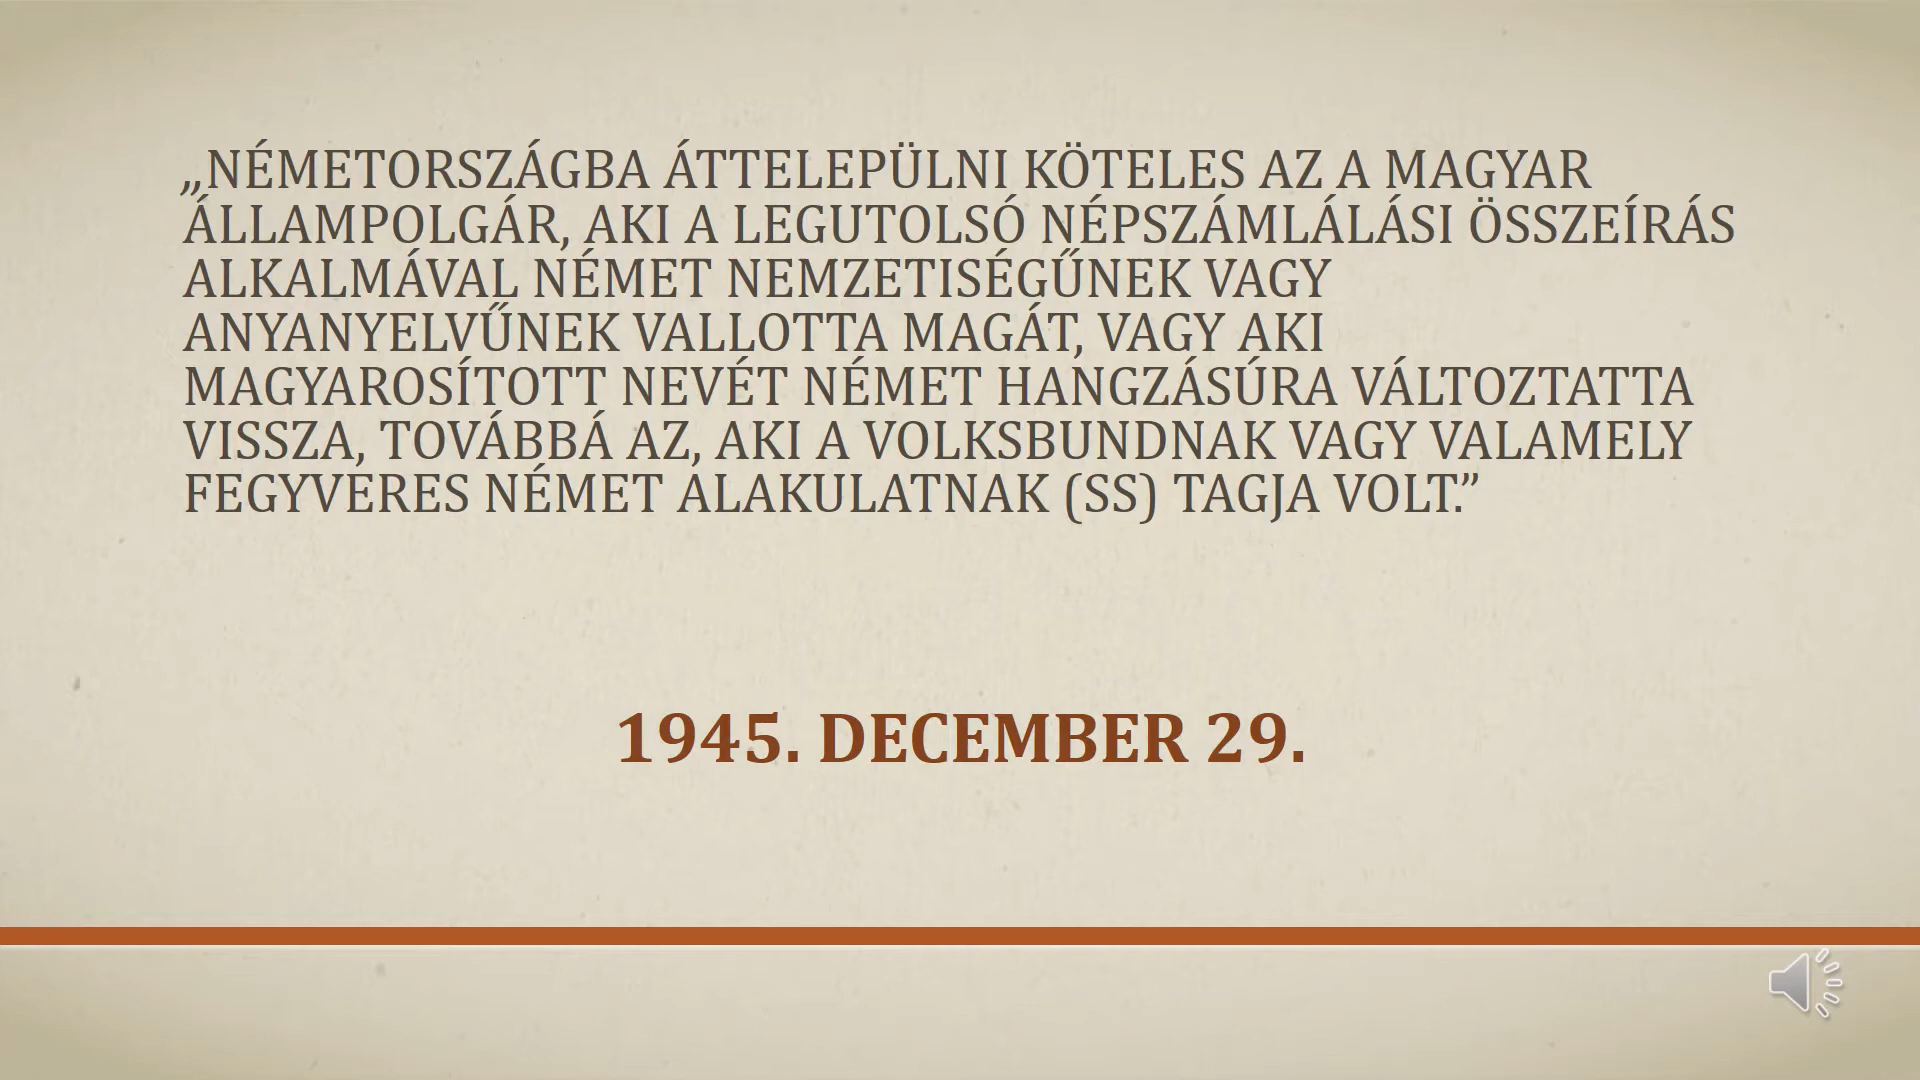 „NÉMETORSZÁGBA ÁTTELEPÜLNI KÖTELES AZ A MAGYAR
ÁLLAMPOLGÁR, AKI A LEGUTOLSÓ NÉPSZÁMLÁLÁSI ÖSSZEÍRÁS
ALKALMÁVAL NÉMET NEMZETISÉGŰNEK VAGY
ANYANYELVŰNEK VALLOTTA MAGÁT, VAGY AKI
MAGYAROSÍTOTT NEVÉT NÉMET HANGZÁSÚRA VÁLTOZTATTA
VISSZA, TOVÁBBÁ AZ, AKI A VOLKSBUNDNAK VAGY VALAMELY
FEGYVERES NÉMET ALAKULATNAK (SS) TAGJA VOLT.”
1945. DECEMBER 29.